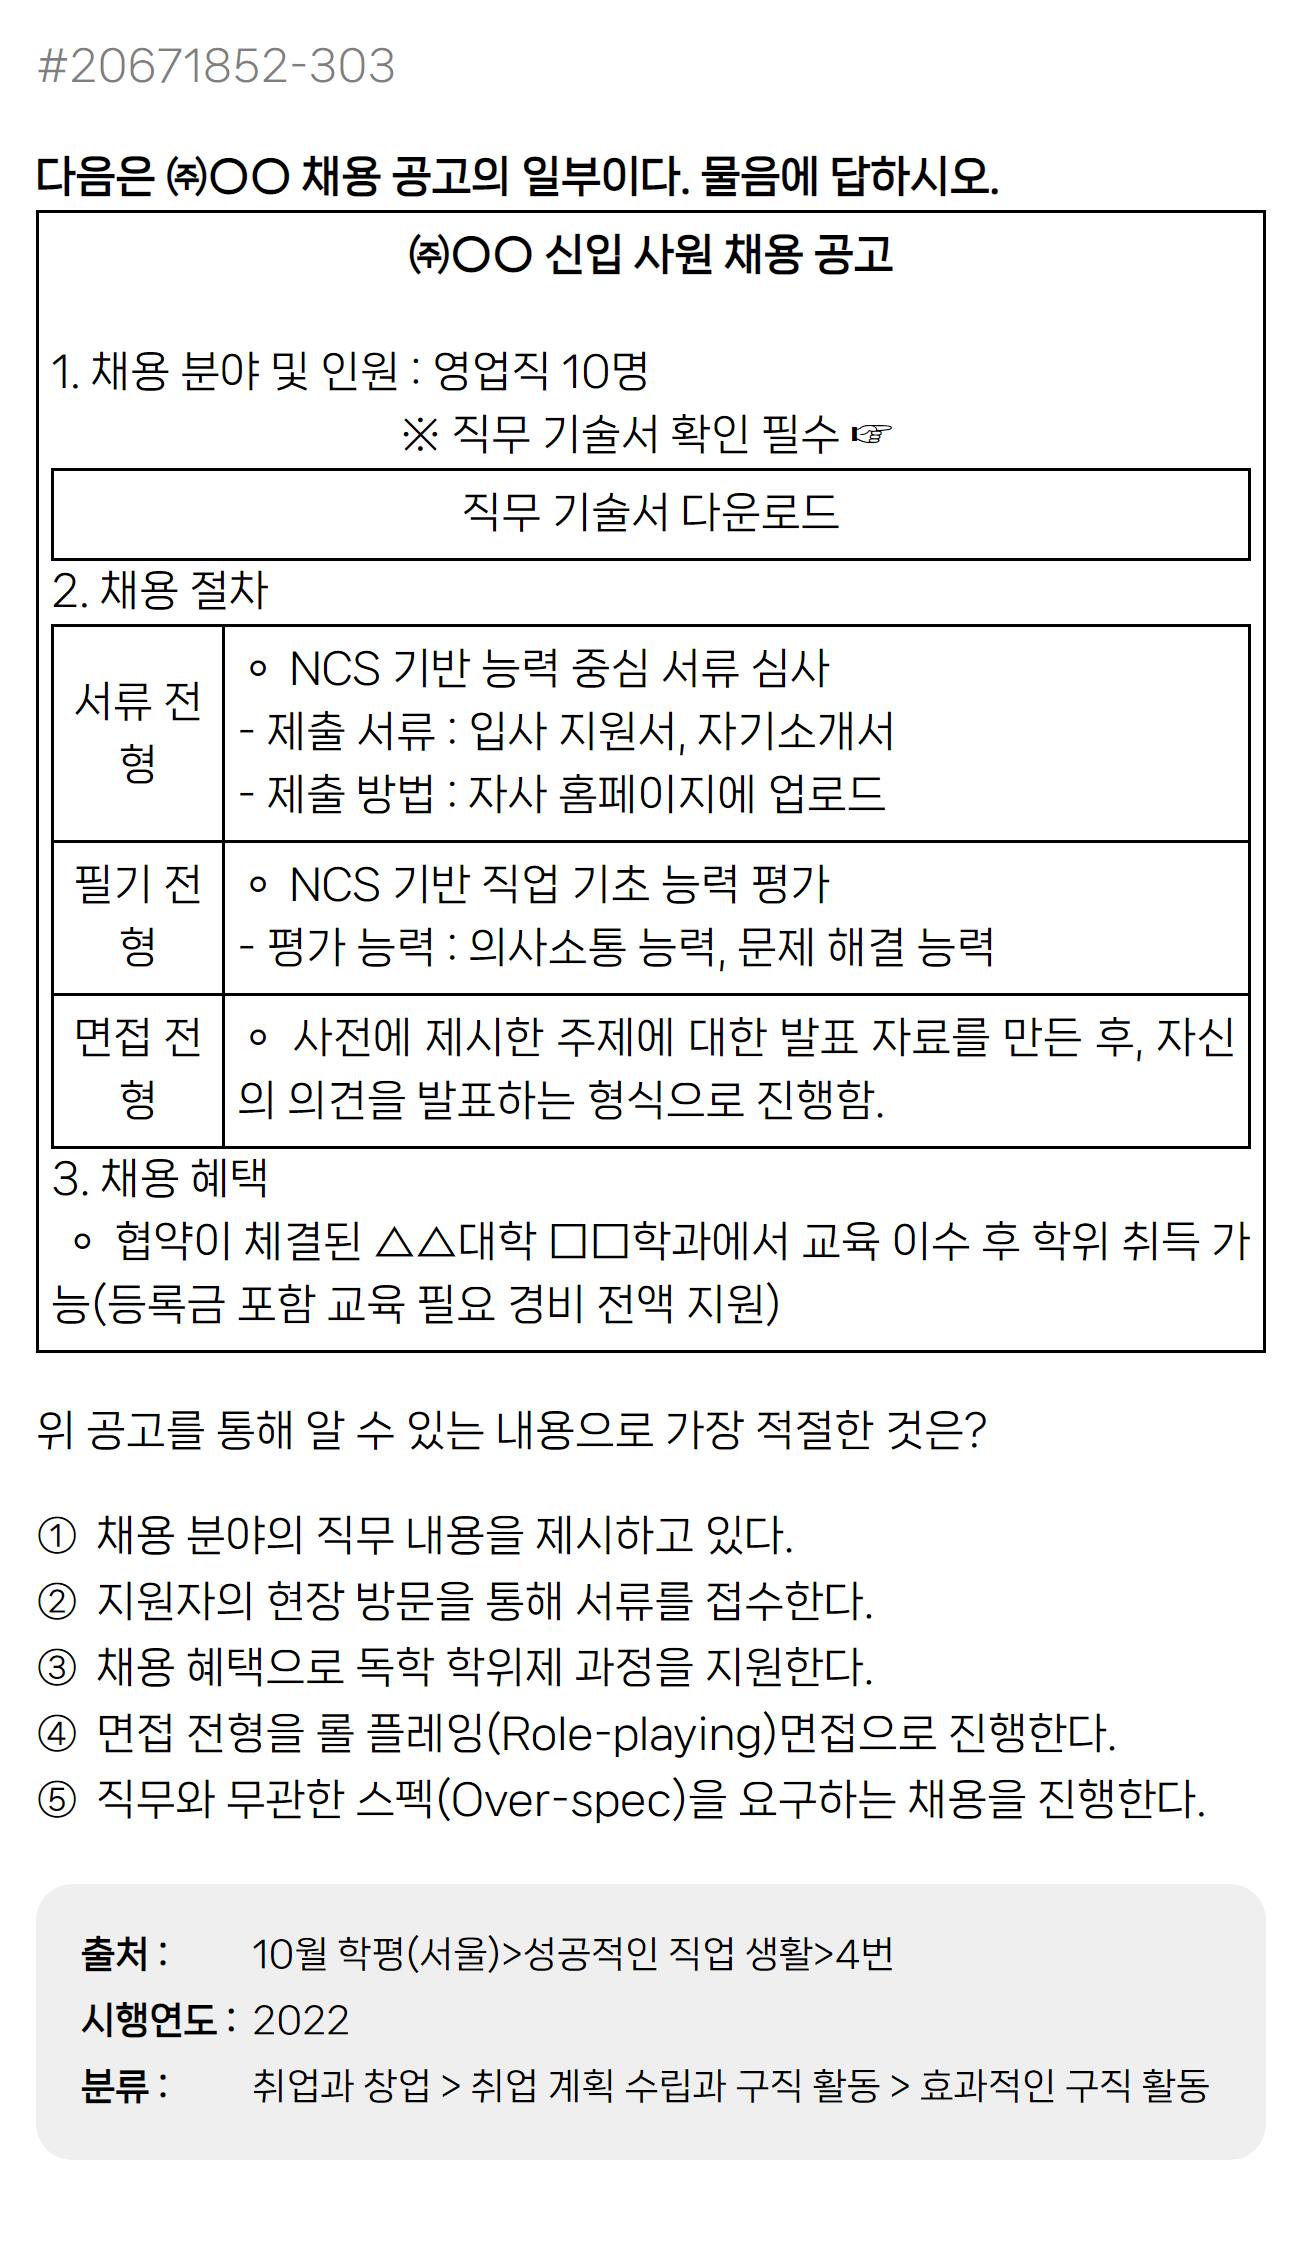 #20671852-303
다음은 ㈜○○ 채용 공고의 일부이다. 물음에 답하시오.
㈜○○ 신입 사원 채용 공고
1. 채용 분야 및 인원 : 영업직 10명
※ 직무 기술서 확인 필수 ☞
직무 기술서 다운로드
2. 채용 절차
서류 전
형
∘ NCS 기반 능력 중심 서류 심사
- 제출 서류 : 입사 지원서, 자기소개서
- 제출 방법 : 자사 홈페이지에 업로드
필기 전
형
∘ NCS 기반 직업 기초 능력 평가
- 평가 능력 : 의사소통 능력, 문제 해결 능력
면접 전
형
∘ 사전에 제시한 주제에 대한 발표 자료를 만든 후, 자신
의 의견을 발표하는 형식으로 진행함.
3. 채용 혜택
∘ 협약이 체결된 △△대학 □□학과에서 교육 이수 후 학위 취득 가
능(등록금 포함 교육 필요 경비 전액 지원)
위 공고를 통해 알 수 있는 내용으로 가장 적절한 것은?
① 채용 분야의 직무 내용을 제시하고 있다.
② 지원자의 현장 방문을 통해 서류를 접수한다.
③ 채용 혜택으로 독학 학위제 과정을 지원한다.
④ 면접 전형을 롤 플레잉(Role-playing)면접으로 진행한다.
⑤ 직무와 무관한 스펙(Over-spec)을 요구하는 채용을 진행한다.
출처 : 10월 학평(서울)>성공적인 직업 생활>4번
시행연도 : 2022
분류 : 취업과 창업 > 취업 계획 수립과 구직 활동 > 효과적인 구직 활동